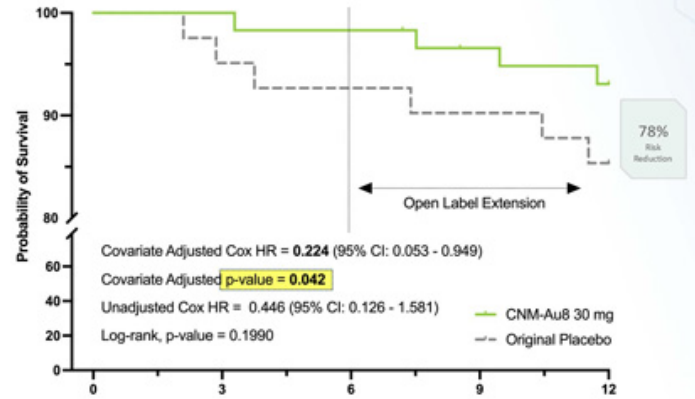 100
90
80
60
40
20
0
Probability of Survival
78%
Risk
Reduction
Open Label Extension
Covariate Adjusted Cox HR = 0.224 (95% CI: 0.053 - 0.949)
Covariate Adjusted p-value = 0.042
Unadjusted Cox HR = 0.446 (95% CI: 0.126 - 1.581)
Log-rank, p-value = 0.1990
CNM-Au8 30 mg
Original Placebo
0 3 6 9 12